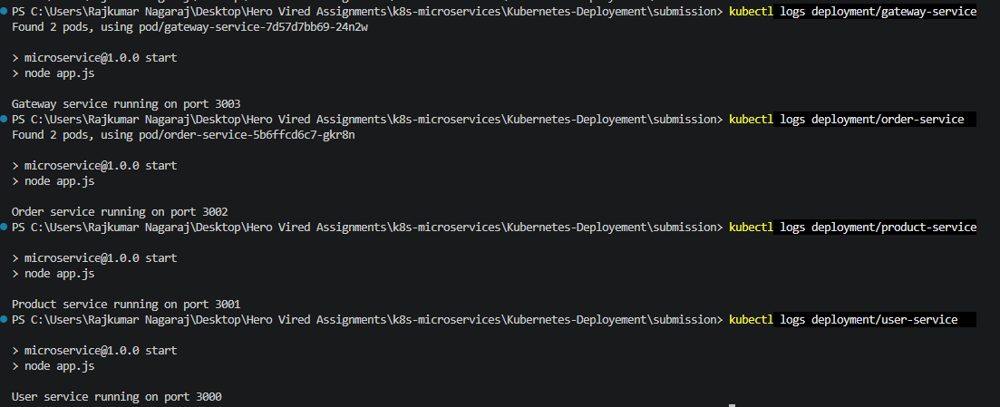 PS C:\Users\Rajkumar Nagaraj\Desktop\Hero Vired Assignments\k8s-microservices\Kubernetes-Deployement\submission> kubectl logs deployment/gateway-service
Found 2 pods, using pod/gateway-service-7d57d7bb69-24n2w
> microservice@1.0.0 start
> node app.js
Gateway service running on port 3003
PS C:\Users\Rajkumar Nagaraj\Desktop\Hero Vired Assignments\k8s-microservices\Kubernetes-Deployement\submission> kubectl logs deployment/order-service
Found 2 pods, using pod/order-service-5b6ffcd6c7-gkr8n
> microservice@1.0.0 start
> node app.js
Order service running on port 3002
PS C:\Users\Rajkumar Nagaraj\Desktop\Hero Vired Assignments\k8s-microservices\Kubernetes-Deployement\submission> kubectl logs deployment/product-service
> microservice@1.0.0 start
> node app.js
Product service running on port 3001
PS C:\Users\Rajkumar Nagaraj\Desktop\Hero Vired Assignments\k8s-microservices\Kubernetes-Deployement\submission> kubectl logs deployment/user-service
> microservice@1.0.0 start
> node app.js
User service running on port 3000